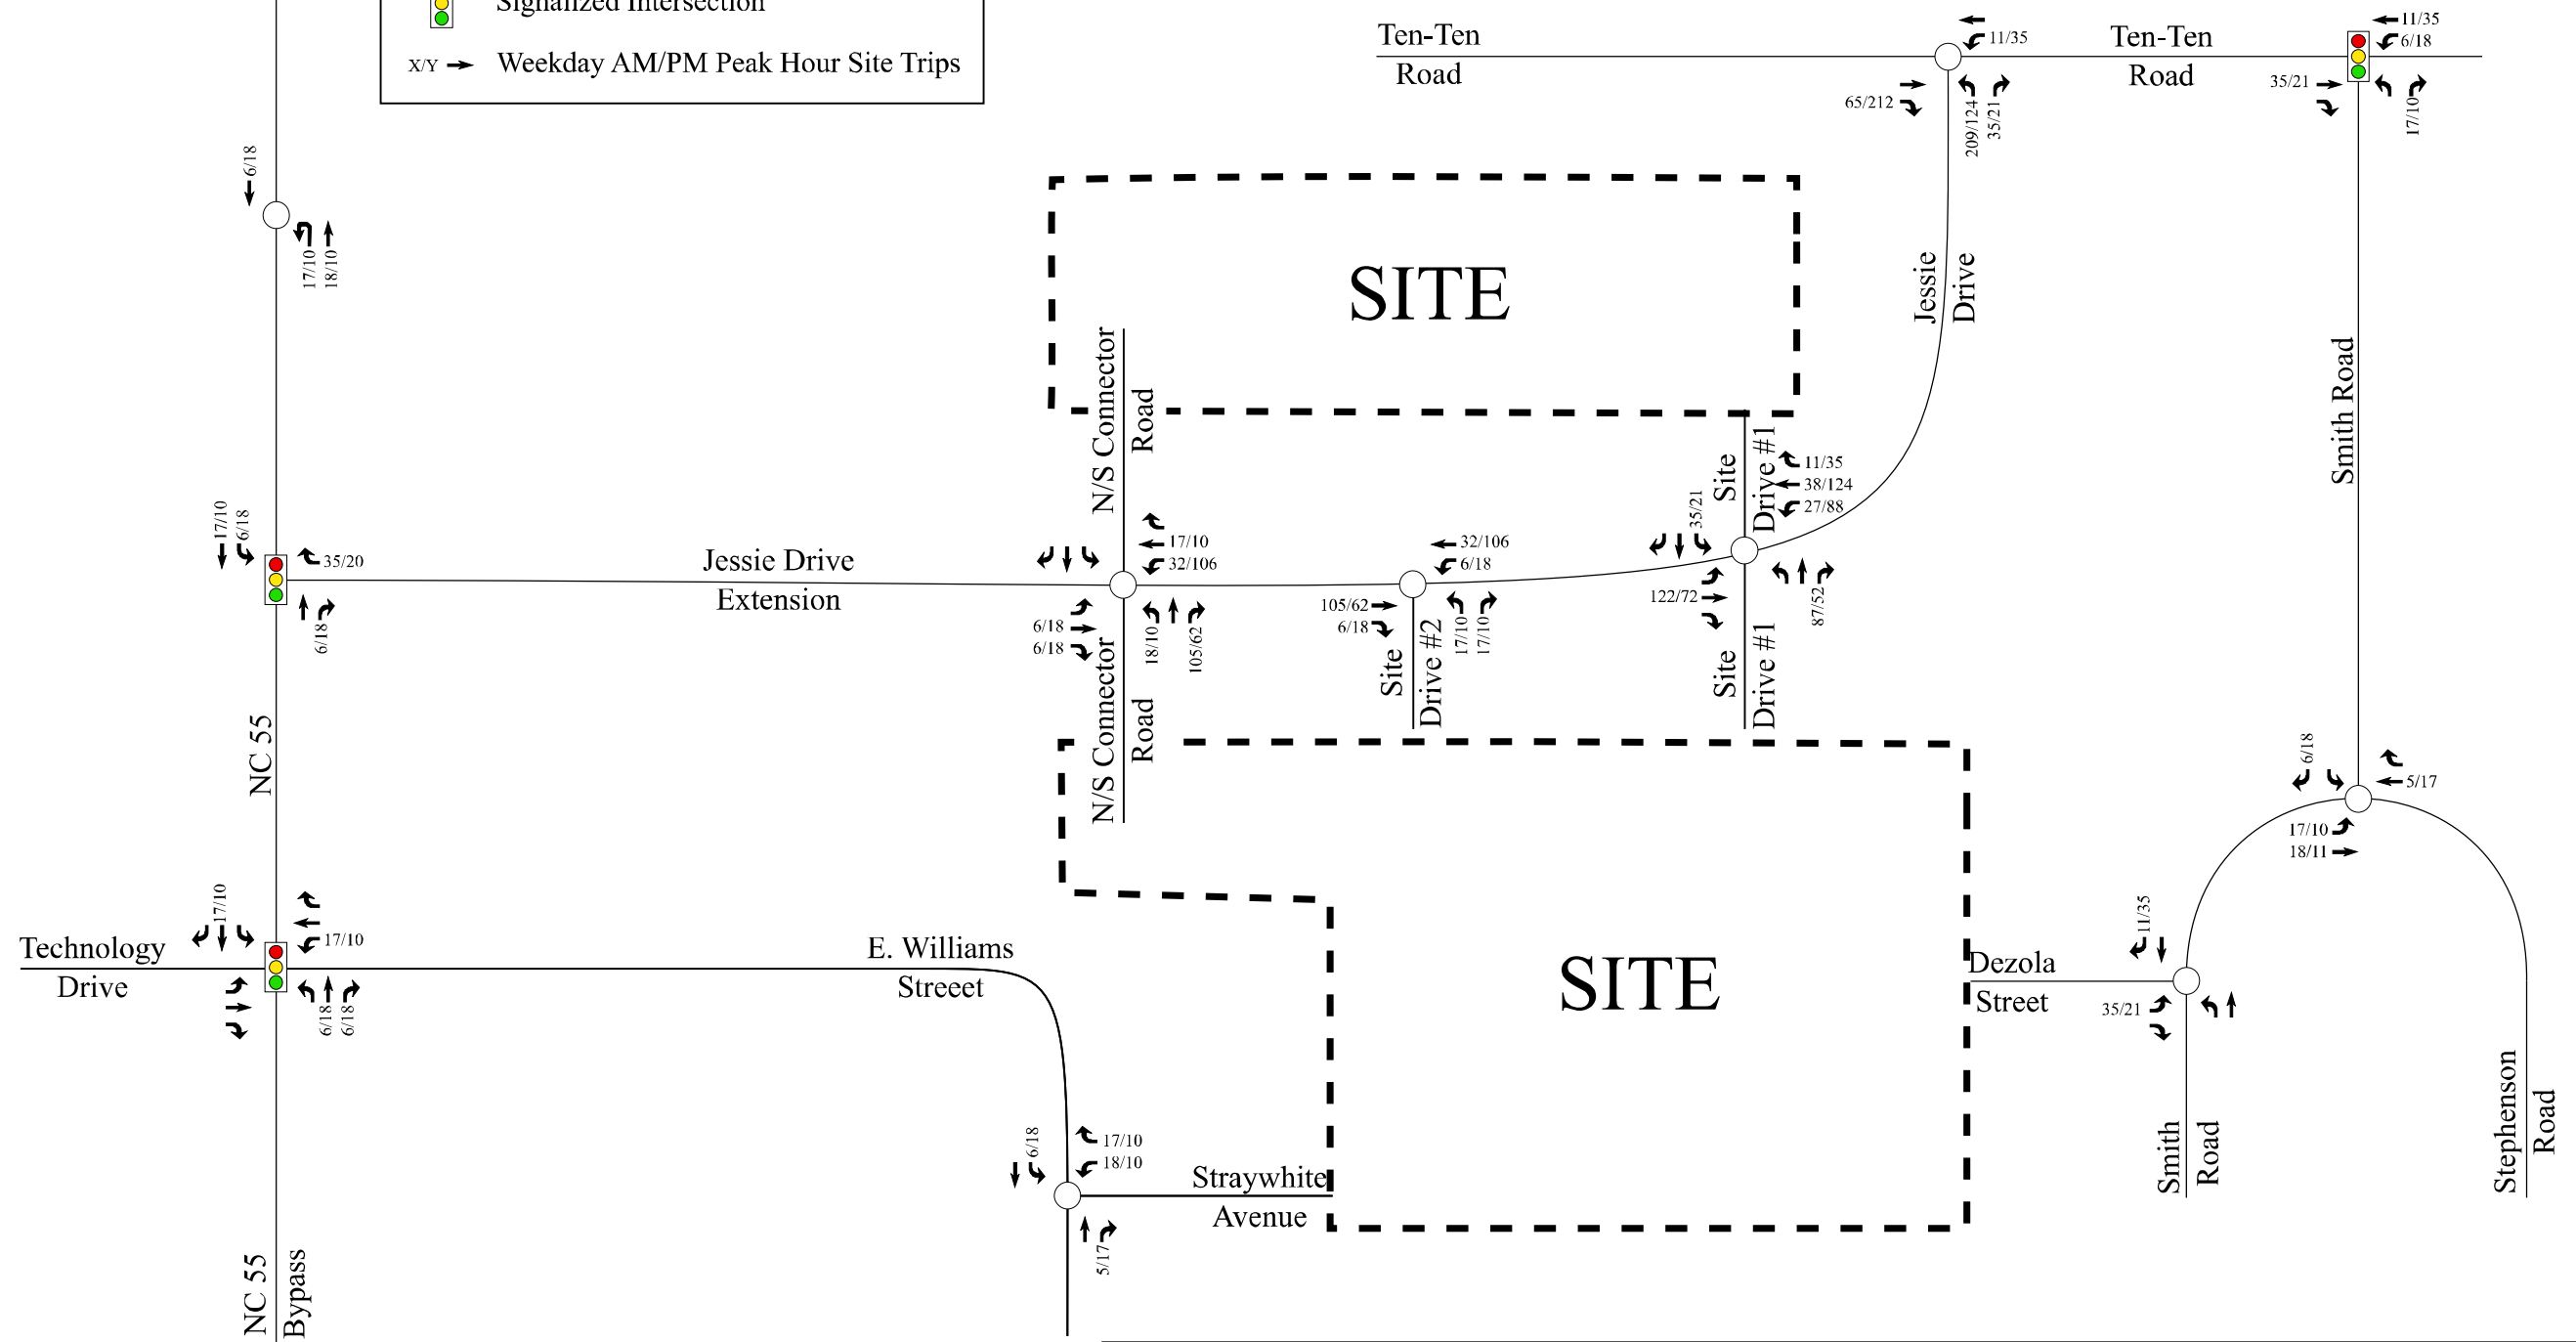 Signalized Intersection
X/Y
Weekday AM/PM Peak Hour Site Trips
Ten-Ten
Road
11/35
65/212
209/124
35/21
Ten-Ten
Road
11/35
6/18
35/21
17/10
6/18
17/10
18/10
SITE
Jessie
Drive
Smith Road
N/S Connector
Road
Site
Drive #1
11/35
38/124
27/88
35/21
122/72
87/52
Site
Drive #1
17/10
6/18
35/20
6/18
Jessie Drive
Extension
17/10
32/106
6/18
6/18
18/10
105/62
N/S Connector
Road
32/106
6/18
105/62
6/18
17/10
17/10
Site
Drive #2
NC 55
6/18
5/17
17/10
18/11
Technology
Drive
17/10
17/10
6/18
6/18
E. Williams
Streeet
SITE
Dezola
Street
11/35
35/21
Smith
Road
Stephenson
Road
6/18
17/10
18/10
5/17
Straywhite
Avenue
NC 55
Bypass